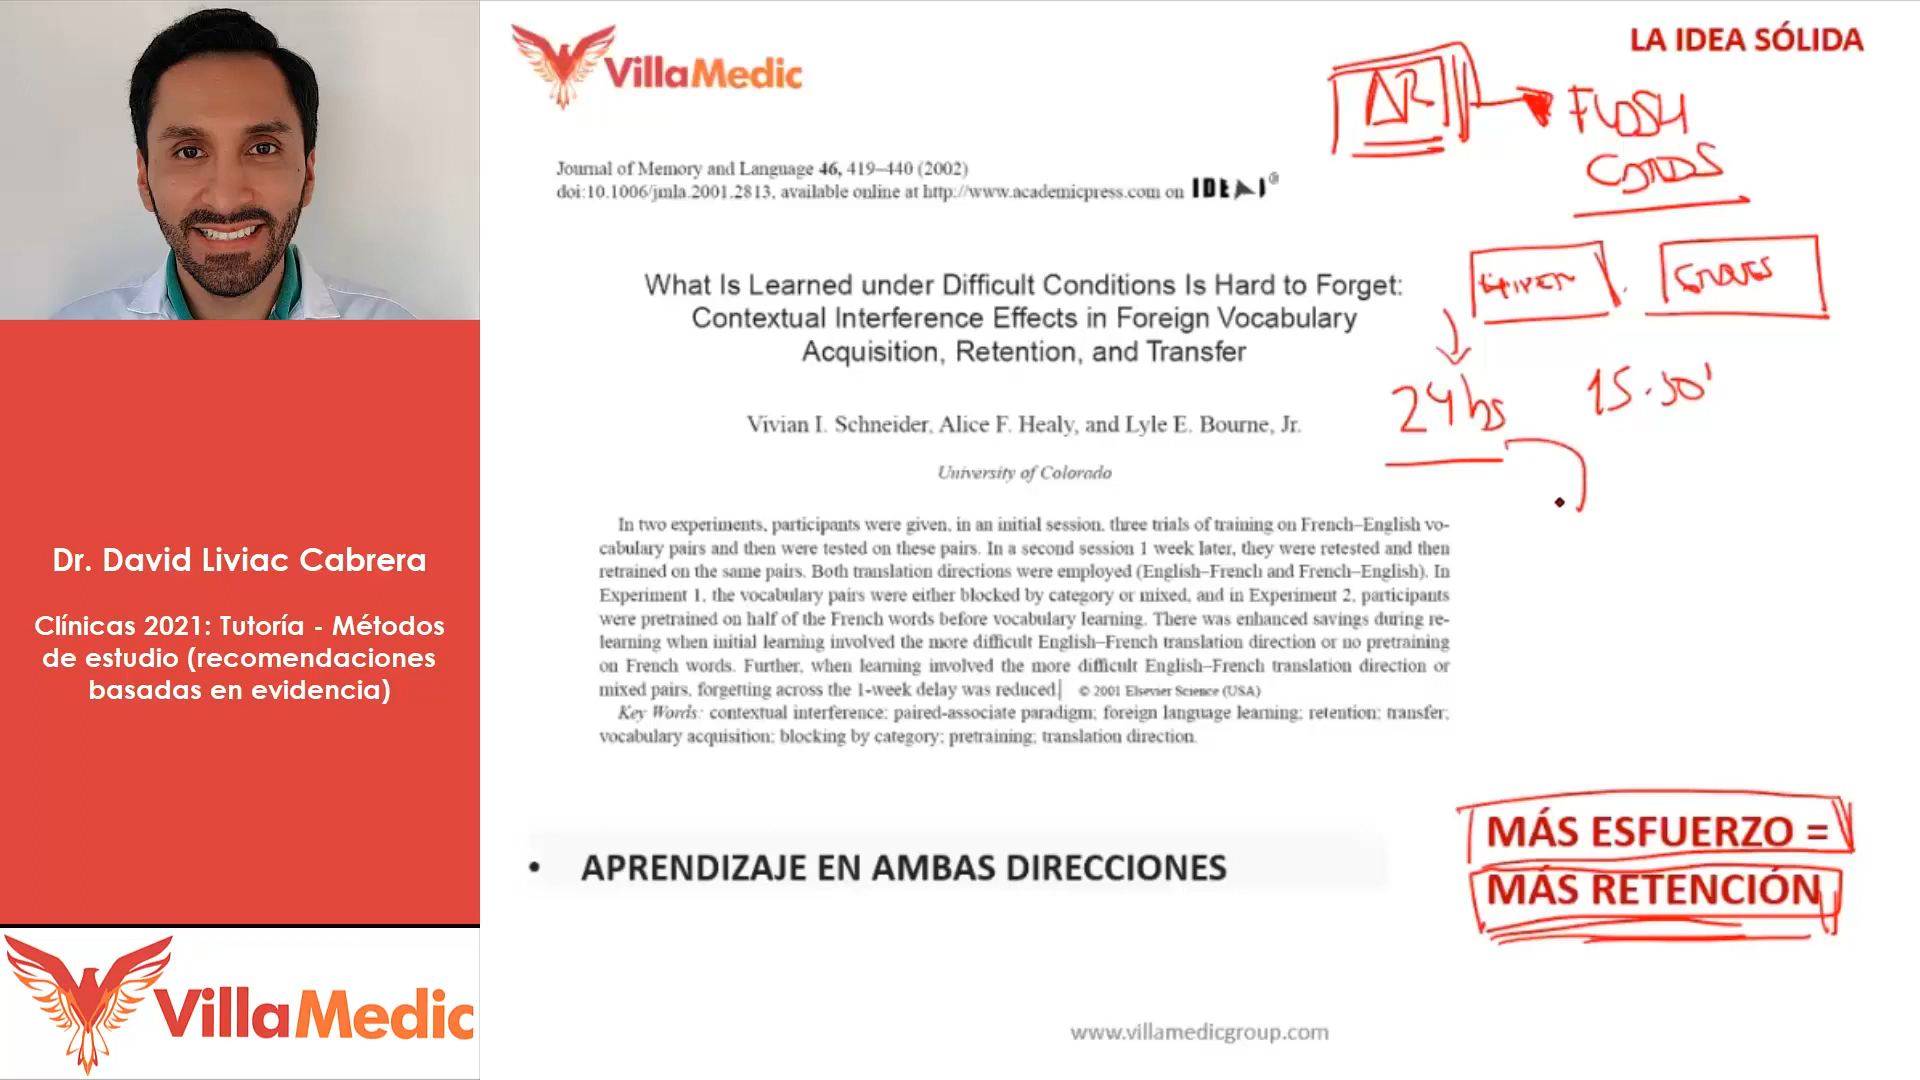 Dr. David Liviac Cabrera
Clínicas 2021: Tutoría - Métodos
de estudio (recomendaciones
basadas en evidencia)
VillaMedic
VillaMedic
LA IDEA SÓLIDA
Journal of Memory and Language 46, 419–440 (2002)
doi:10.1006/jmla.2001.2813, available online at http://www.academicpress.com on IDEAL®
What Is Learned under Difficult Conditions Is Hard to Forget:
Contextual Interference Effects in Foreign Vocabulary
Acquisition, Retention, and Transfer
Vivian I. Schneider, Alice F. Healy, and Lyle E. Bourne, Jr.
University of Colorado
In two experiments, participants were given, in an initial session, three trials of training on French–English vo-
cabulary pairs and then were tested on these pairs. In a second session 1 week later, they were retested and then
retrained on the same pairs. Both translation directions were employed (English–French and French–English). In
Experiment 1, the vocabulary pairs were either blocked by category or mixed, and in Experiment 2, participants
were pretrained on half of the French words before vocabulary learning. There was enhanced savings during re-
learning when initial learning involved the more difficult English–French translation direction or no pretraining
on French words. Further, when learning involved the more difficult English–French translation direction or
mixed pairs, forgetting across the 1-week delay was reduced. © 2001 Elsevier Science (USA)
Key Words: contextual interference; paired-associate paradigm; foreign language learning; retention; transfer;
vocabulary acquisition; blocking by category; pretraining; translation direction.
AR
FLASH
CARDS
24hs
• APRENDIZAJE EN AMBAS DIRECCIONES
MÁS ESFUERZO =
MÁS RETENCIÓN
www.villamedicgroup.com